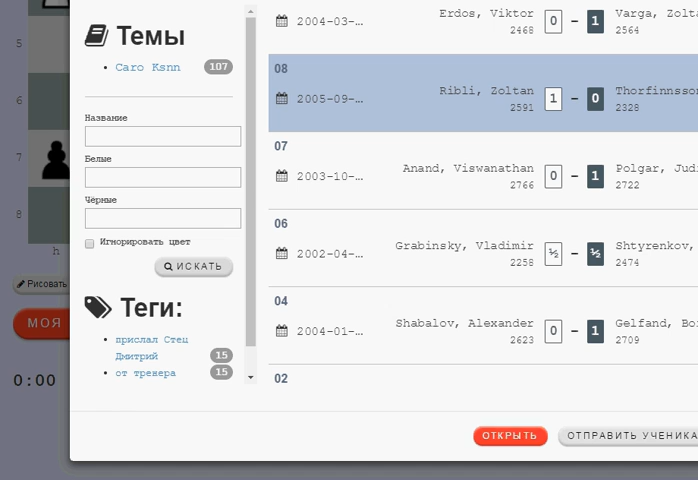 5
6
7
8
h
Рисовать
МОЯ
0:00
Темы
Caro Ksnn 107
Название
Белые
Чёрные
Игнорировать цвет
ИСКАТЬ
Теги:
прислал Стец
Дмитрий 15
от тренера 15
2004-03-… Erdos, Viktor 0 – 1 Varga, Zolta
2468 2564
08
2005-09-… Ribli, Zoltan 1 – 0 Thorfinnsso
2591 2328
07
2003-10-… Anand, Viswanathan 0 – 1 Polgar, Judi
2766 2722
06
2002-04-… Grabinsky, Vladimir ½ – ½ Shtyrenkov,
2258 2474
04
2004-01-… Shabalov, Alexander 0 – 1 Gelfand, Bor
2623 2709
02
ОТКРЫТЬ ОТПРАВИТЬ УЧЕНИКА